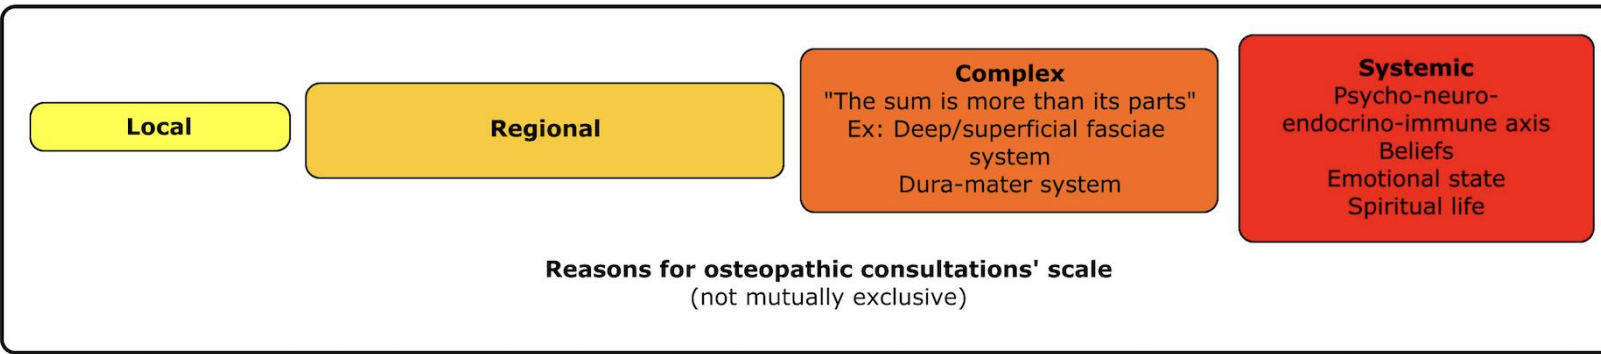 Local
Regional
Complex
"The sum is more than its parts"
Ex: Deep/superficial fasciae
system
Dura-mater system
Systemic
Psycho-neuro-
endocrino-immune axis
Beliefs
Emotional state
Spiritual life
Reasons for osteopathic consultations' scale
(not mutually exclusive)